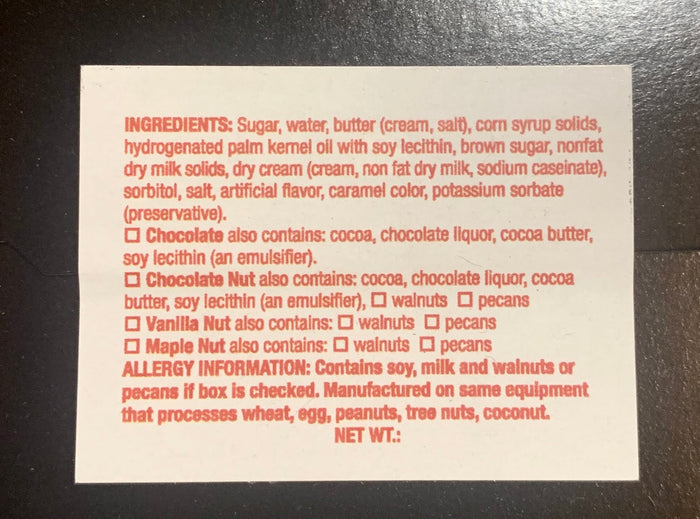 INGREDIENTS: Sugar, water, butter (cream, salt), corn syrup solids,
hydrogenated palm kernel oil with soy lecithin, brown sugar, nonfat
dry milk solids, dry cream (cream, non fat dry milk, sodium caseinate),
sorbitol, salt, artificial flavor, caramel color, potassium sorbate
(preservative).
☐ Chocolate also contains: cocoa, chocolate liquor, cocoa butter,
soy lecithin (an emulsifier).
☐ Chocolate Nut also contains: cocoa, chocolate liquor, cocoa
butter, soy lecithin (an emulsifier), ☐ walnuts ☐ pecans
☐ Vanilla Nut also contains: ☐ walnuts ☐ pecans
☐ Maple Nut also contains: ☐ walnuts ☐ pecans
ALLERGY INFORMATION: Contains soy, milk and walnuts or
pecans if box is checked. Manufactured on same equipment
that processes wheat, egg, peanuts, tree nuts, coconut.
NET WT.: